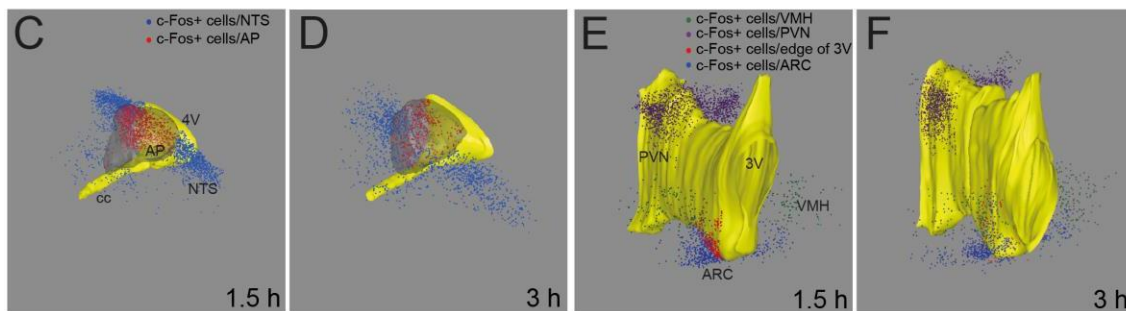 C
c-Fos+ cells/NTS
c-Fos+ cells/AP
4V
AP
NTS
cc
1.5 h
D
3 h
E
c-Fos+ cells/VMH
c-Fos+ cells/PVN
c-Fos+ cells/edge of 3V
c-Fos+ cells/ARC
PVN
3V
VMH
ARC
1.5 h
F
3 h